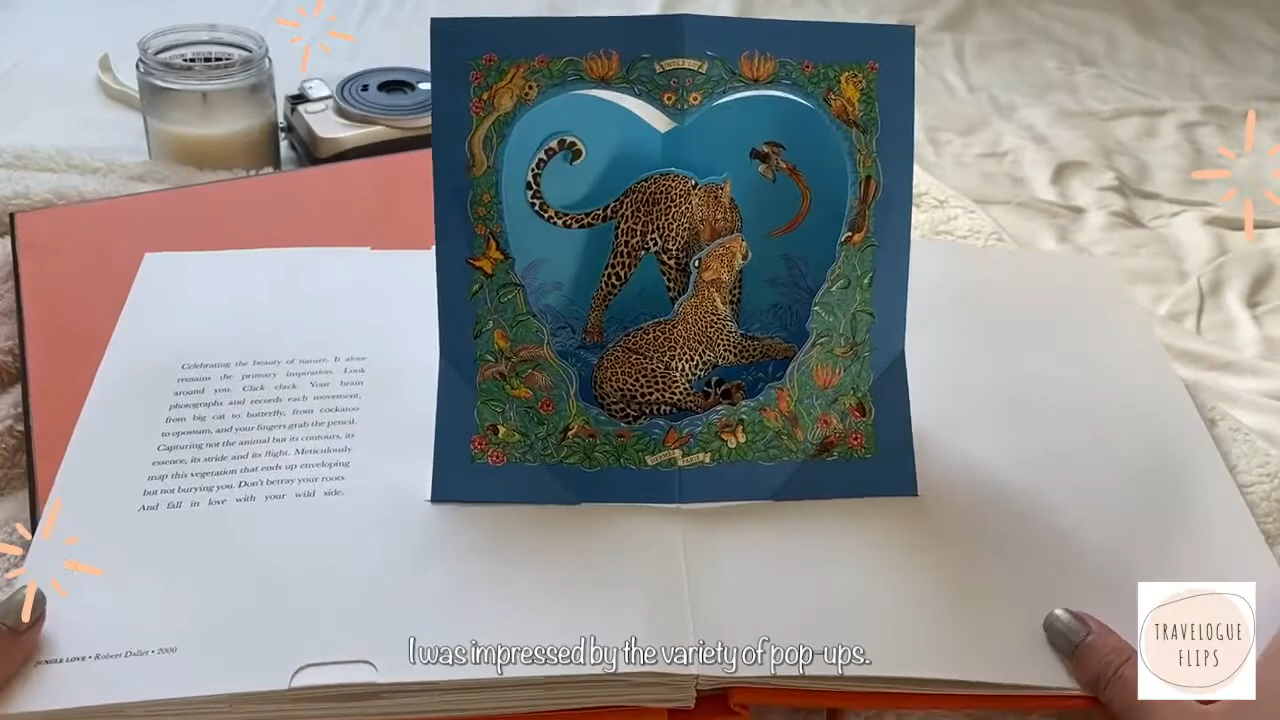 JUNGLE LOVE
HERMÈS
PARIS
Celebrating the beauty of nature. It alone
remains the primary inspiration. Look
around you. Click clack. Your brain
photographs and records each movement,
from big cat to butterfly, from cockatoo
to opossum, and your fingers grab the pencil.
Capturing not the animal but its contours, its
essence, its stride and its flight. Meticulously
map this vegetation that ends up enveloping
but not burying you. Don't betray your roots.
And fall in love with your wild side.
JUNGLE LOVE • Robert Dallet • 2000
I was impressed by the variety of pop-ups.
TRAVELOGUE
FLIPS